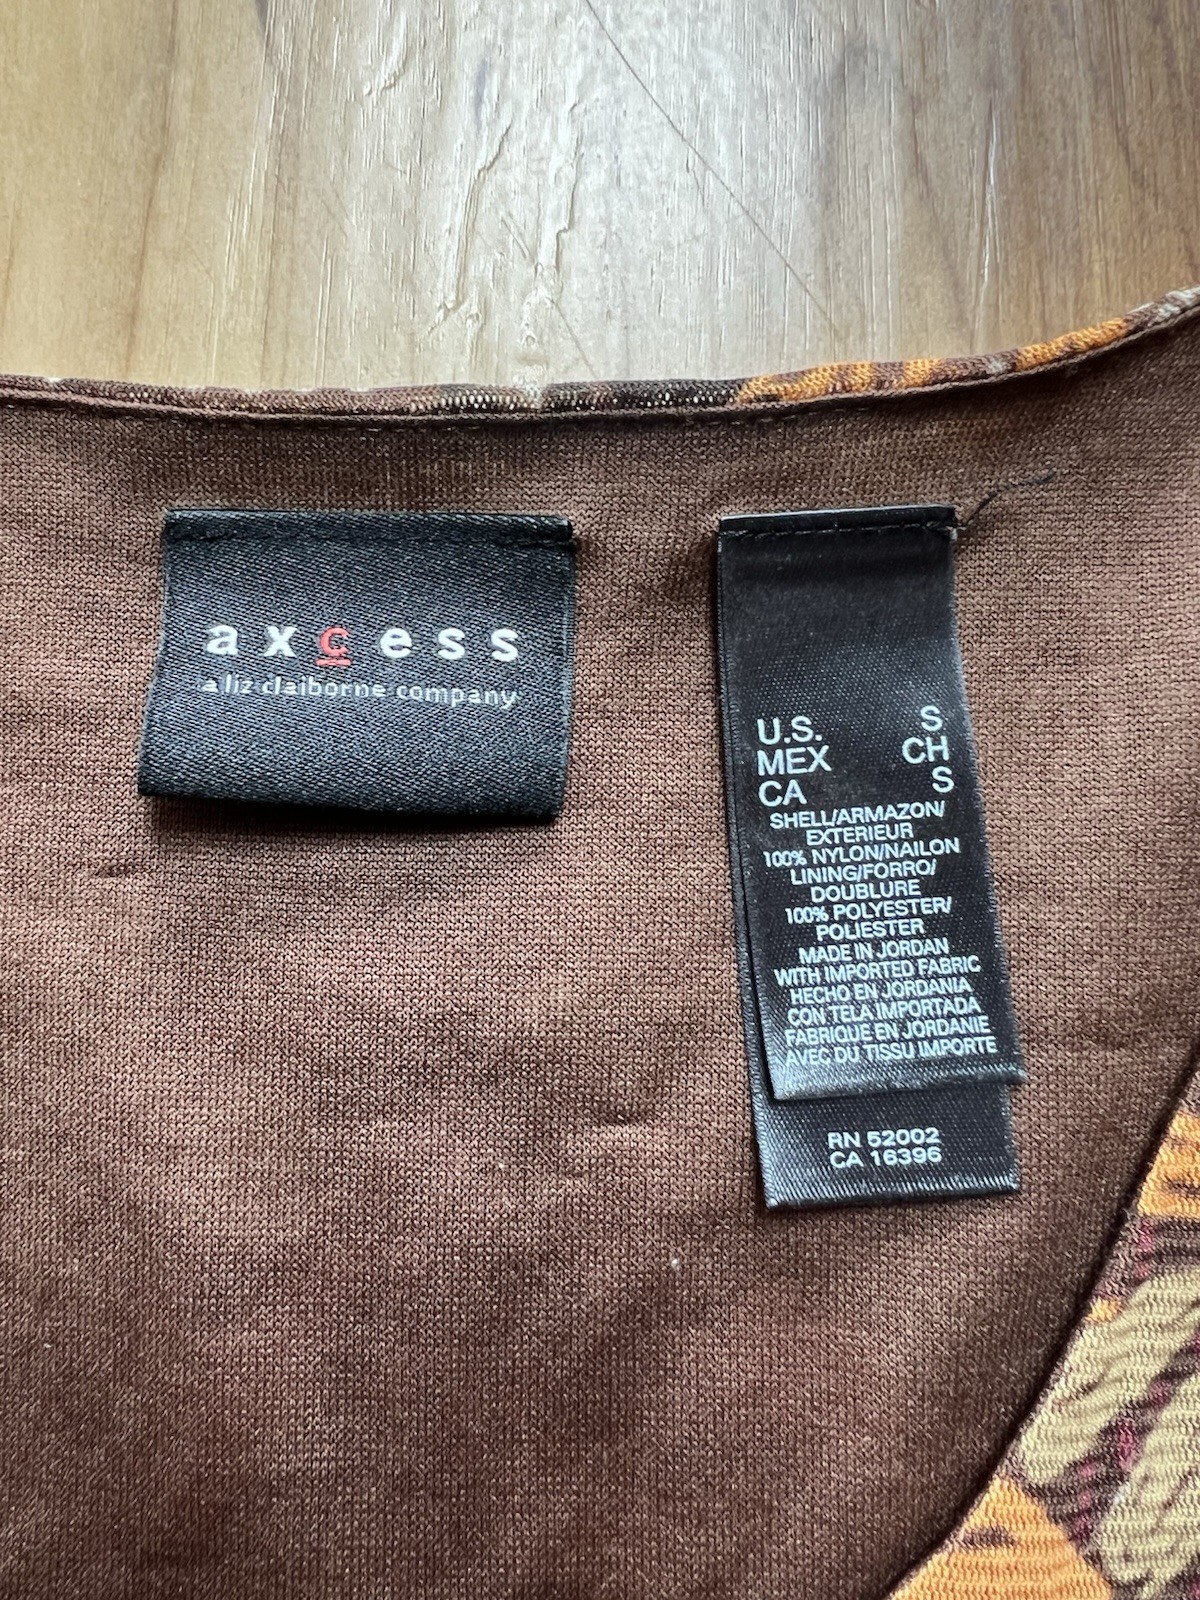 axcess
a liz claiborne company
U.S. S
MEX CH
CA S
SHELL/ARMAZON/
EXTERIEUR
100% NYLON/NAILON
LINING/FORRO/
DOUBLURE
100% POLYESTER/
POLIESTER
MADE IN JORDAN
WITH IMPORTED FABRIC
HECHO EN JORDANIA
CON TELA IMPORTADA
FABRIQUE EN JORDANIE
AVEC DU TISSU IMPORTE
RN 52002
CA 16396